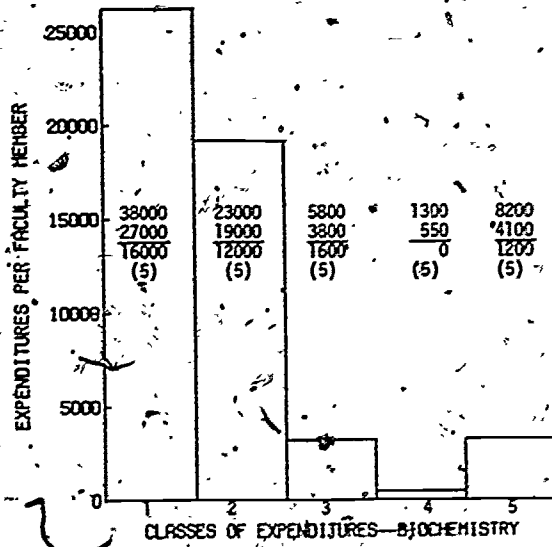 EXPENDITURES PER FACULTY MEMBER
25000
20000
15000
10000
5000
0
38000 23000 5800 1300 8200
27000 19000 3800 550 4100
16000 12000 1600 0 1200
(5) (5) (5) (5) (5)
1 2 3 4 5
CLASSES OF EXPENDITURES—BIOCHEMISTRY